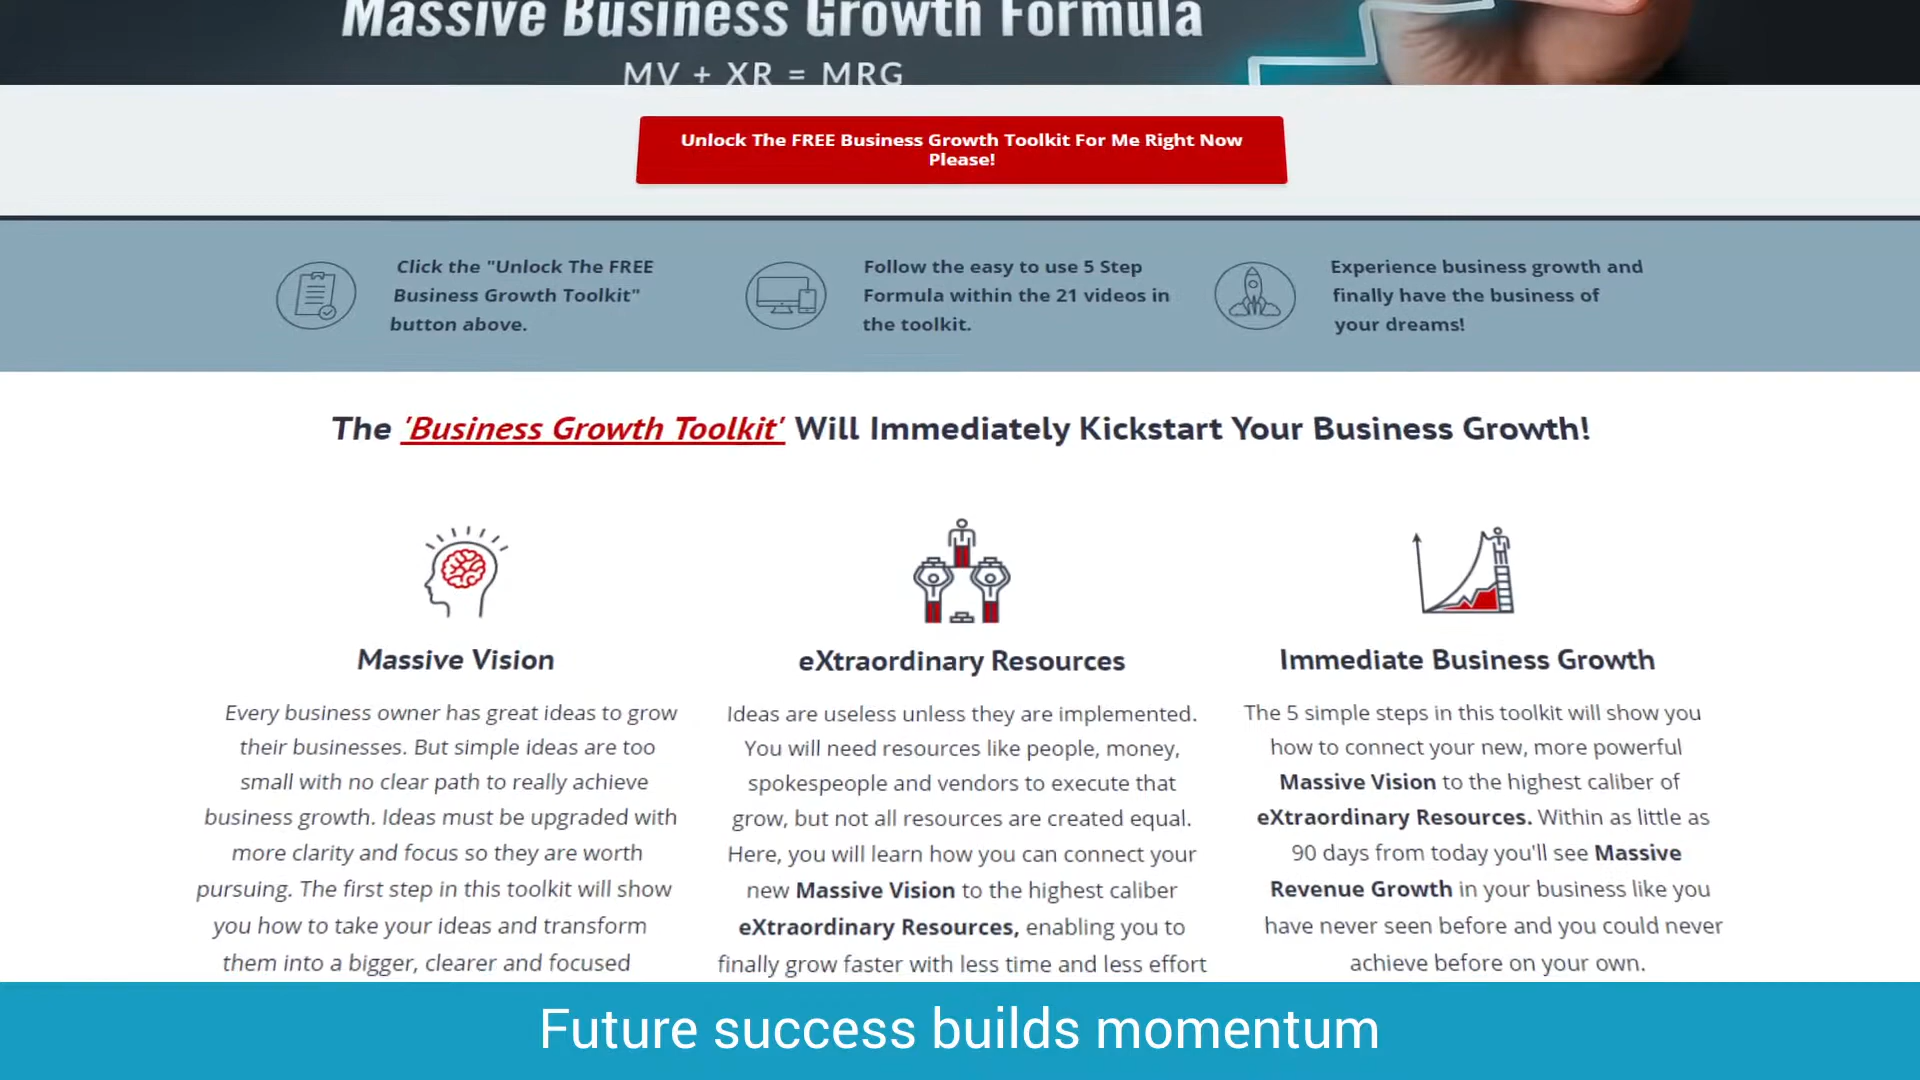 Massive Business Growth Formula
MV + XR = MRG
Unlock The FREE Business Growth Toolkit For Me Right Now
Please!
Click the "Unlock The FREE
Business Growth Toolkit"
button above.
Follow the easy to use 5 Step
Formula within the 21 videos in
the toolkit.
Experience business growth and
finally have the business of
your dreams!
The 'Business Growth Toolkit' Will Immediately Kickstart Your Business Growth!
Massive Vision
Every business owner has great ideas to grow
their businesses. But simple ideas are too
small with no clear path to really achieve
business growth. Ideas must be upgraded with
more clarity and focus so they are worth
pursuing. The first step in this toolkit will show
you how to take your ideas and transform
them into a bigger, clearer and focused
eXtraordinary Resources
Ideas are useless unless they are implemented.
You will need resources like people, money,
spokespeople and vendors to execute that
grow, but not all resources are created equal.
Here, you will learn how you can connect your
new Massive Vision to the highest caliber
eXtraordinary Resources, enabling you to
finally grow faster with less time and less effort
Immediate Business Growth
The 5 simple steps in this toolkit will show you
how to connect your new, more powerful
Massive Vision to the highest caliber of
eXtraordinary Resources. Within as little as
90 days from today you'll see Massive
Revenue Growth in your business like you
have never seen before and you could never
achieve before on your own.
Future success builds momentum